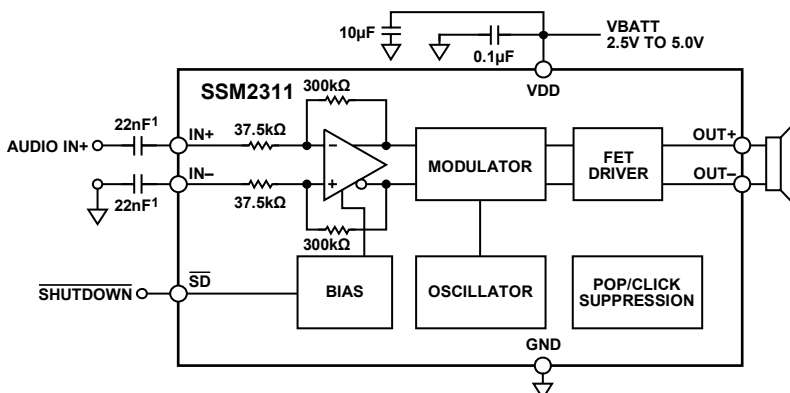 10µF
0.1µF
VBATT
2.5V TO 5.0V
VDD
SSM2311
300kΩ
22nF1
IN+
37.5kΩ
AUDIO IN+
−
MODULATOR
FET
DRIVER
OUT+
IN−
+
OUT−
22nF1
37.5kΩ
300kΩ
SHUTDOWN
SD
BIAS
OSCILLATOR
POP/CLICK
SUPPRESSION
GND